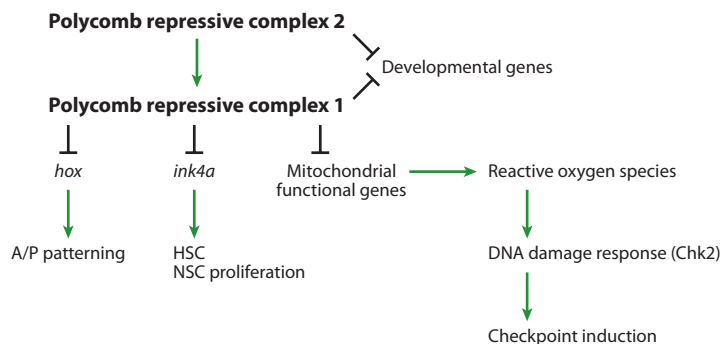 Polycomb repressive complex 2
Developmental genes
Polycomb repressive complex 1
hox
ink4a
Mitochondrial
functional genes
Reactive oxygen species
A/P patterning
HSC
NSC proliferation
DNA damage response (Chk2)
Checkpoint induction